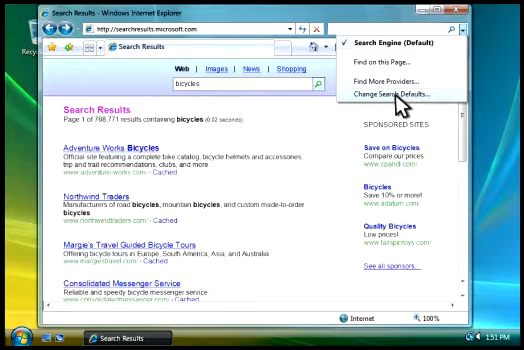 Search Results - Windows Internet Explorer
http://searchresults.microsoft.com
Search Results
Search Engine (Default)
Find on this Page...
Find More Providers...
Change Search Defaults...
Web | Images | News | Shopping
bicycles
Search Results
Page 1 of 768,771 results containing bicycles (0.02 seconds)
Adventure Works Bicycles
Official site featuring a complete bike catalog, bicycle helmets and accessories,
trip and trail recommendations, clubs, and more.
www.adventure-works.com/ - Cached
Northwind Traders
Manufacturers of road bicycles, mountain bicycles, and custom made-to-order
bicycles
www.northwindtraders.com/ - Cached
Margie's Travel Guided Bicycle Tours
Offering bicycle tours in Europe, South America, Asia, and Australia
www.margiestravel.com/ - Cached
Consolidated Messenger Service
Reliable and speedy bicycle messenger service
www.consolidatedmessenger.com/ - Cached
SPONSORED SITES
Save on Bicycles
Compare our prices
www.cpandl.com/
Bicycles
Save 10% or more!
www.adatum.com/
Quality Bicycles
Low prices!
www.tailspintoys.com/
See all sponsors...
Internet
100%
Search Results
1:51 PM